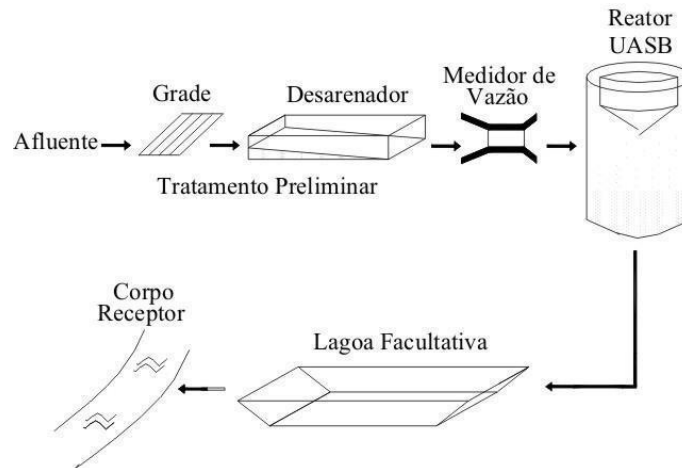 Reator
UASB
Medidor de
Vazão
Grade
Desarenador
Afluente
Tratamento Preliminar
Corpo
Receptor
Lagoa Facultativa